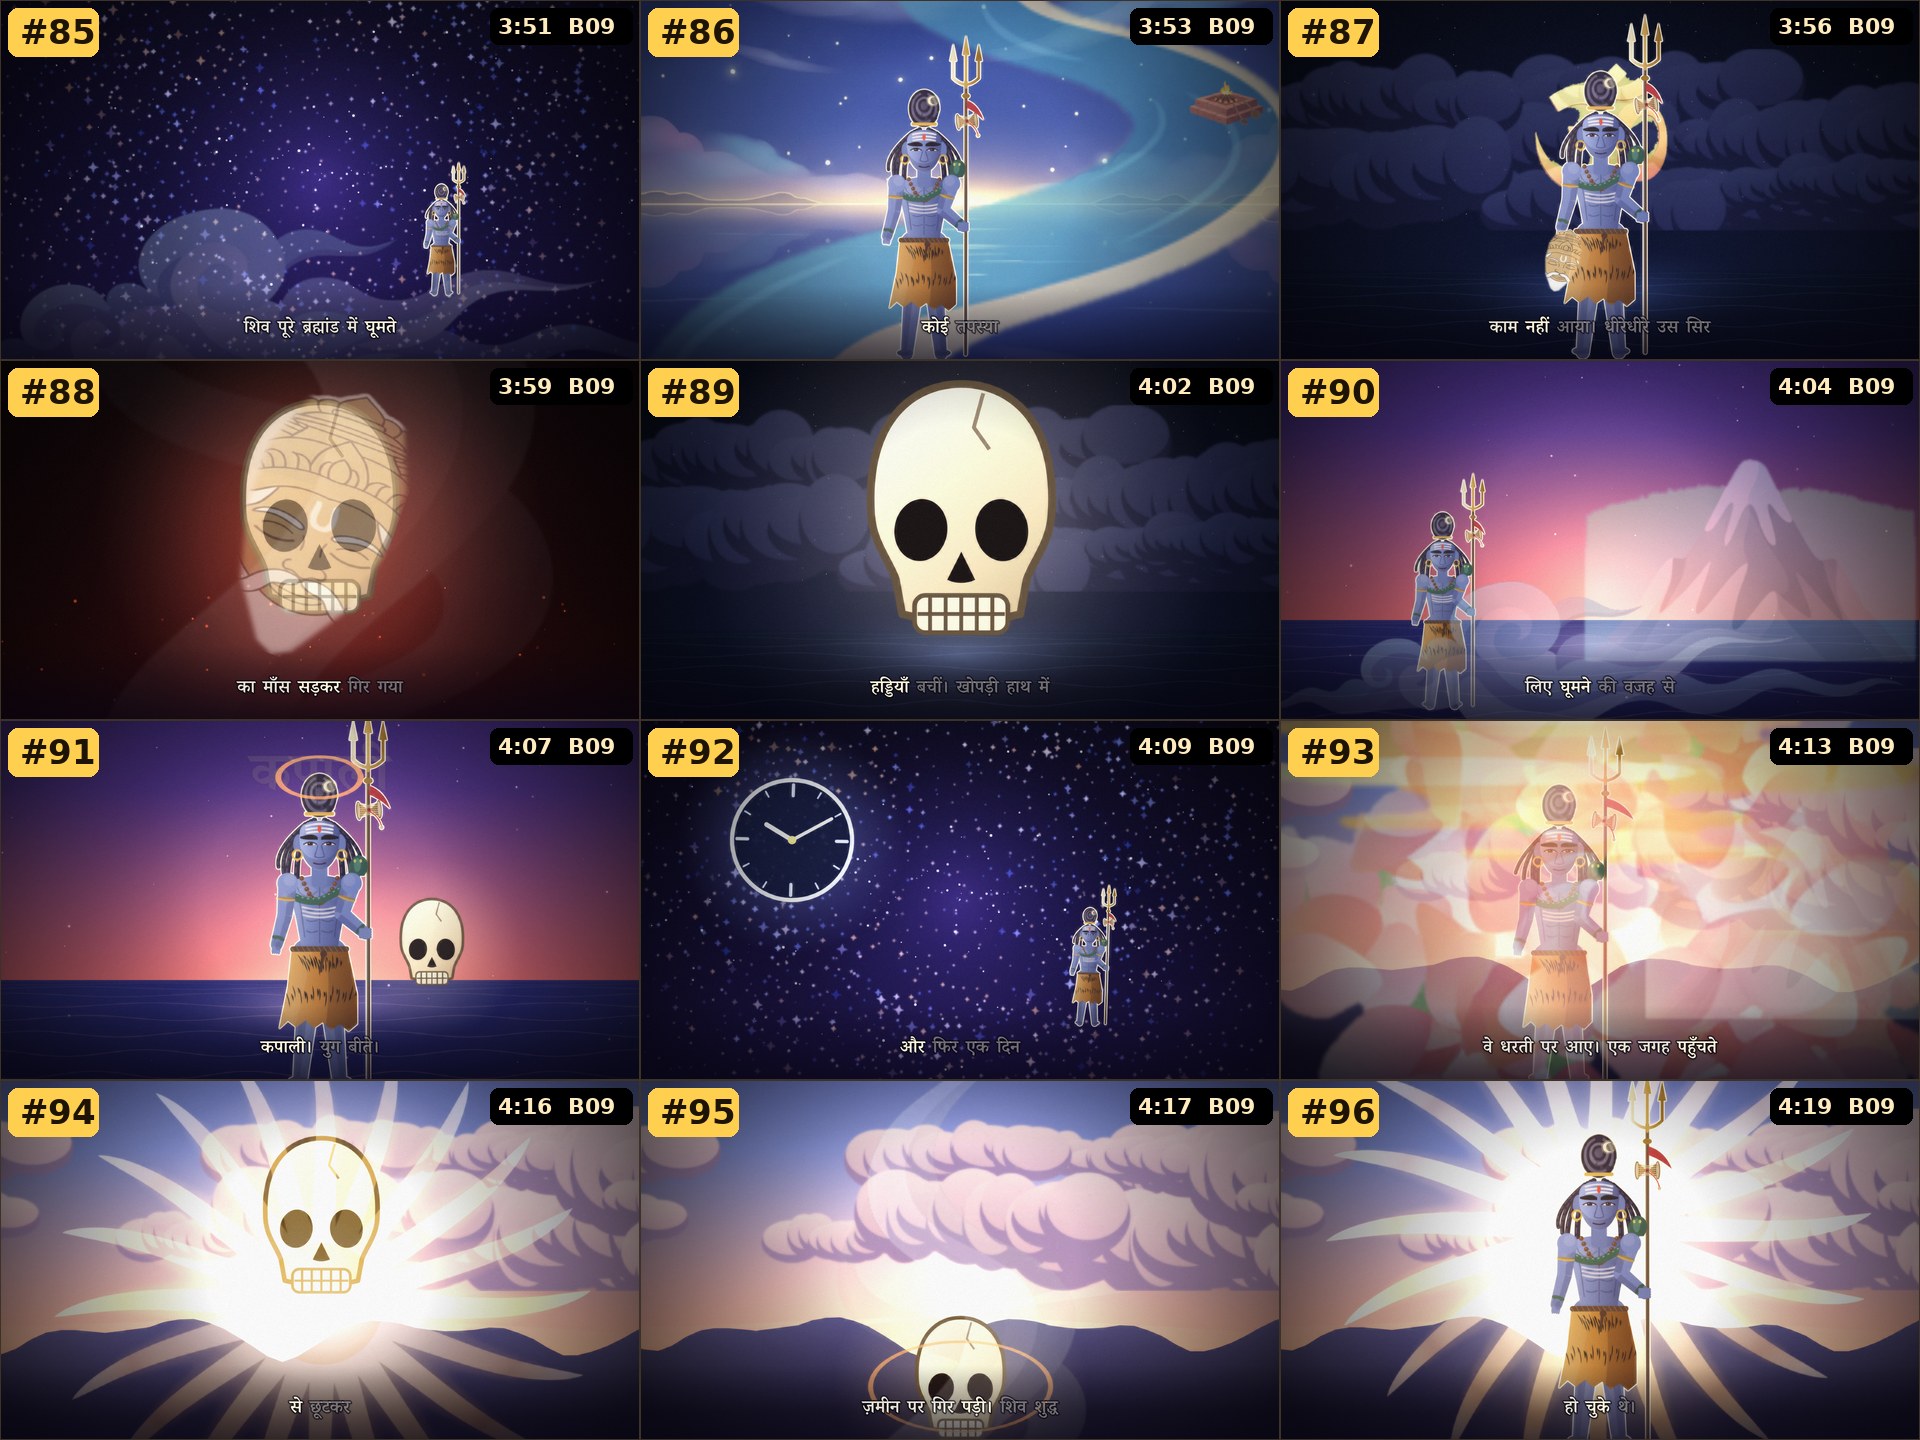 #85
3:51 B09
शिव पूरे ब्रह्मांड में घूमते
#86
3:53 B09
कोई तपस्या
#87
3:56 B09
काम नहीं आया। धीरेधीरे उस सिर
#88
3:59 B09
का माँस सड़कर गिर गया
#89
4:02 B09
हड्डियाँ बचीं। खोपड़ी हाथ में
#90
4:04 B09
लिए घूमने की वजह से
#91
4:07 B09
कपाली
कपाली। युग बीते।
#92
4:09 B09
और फिर एक दिन
#93
4:13 B09
वे धरती पर आए। एक जगह पहुँचते
#94
4:16 B09
से छूटकर
#95
4:17 B09
ज़मीन पर गिर पड़ी। शिव शुद्ध
#96
4:19 B09
हो चुके थे।